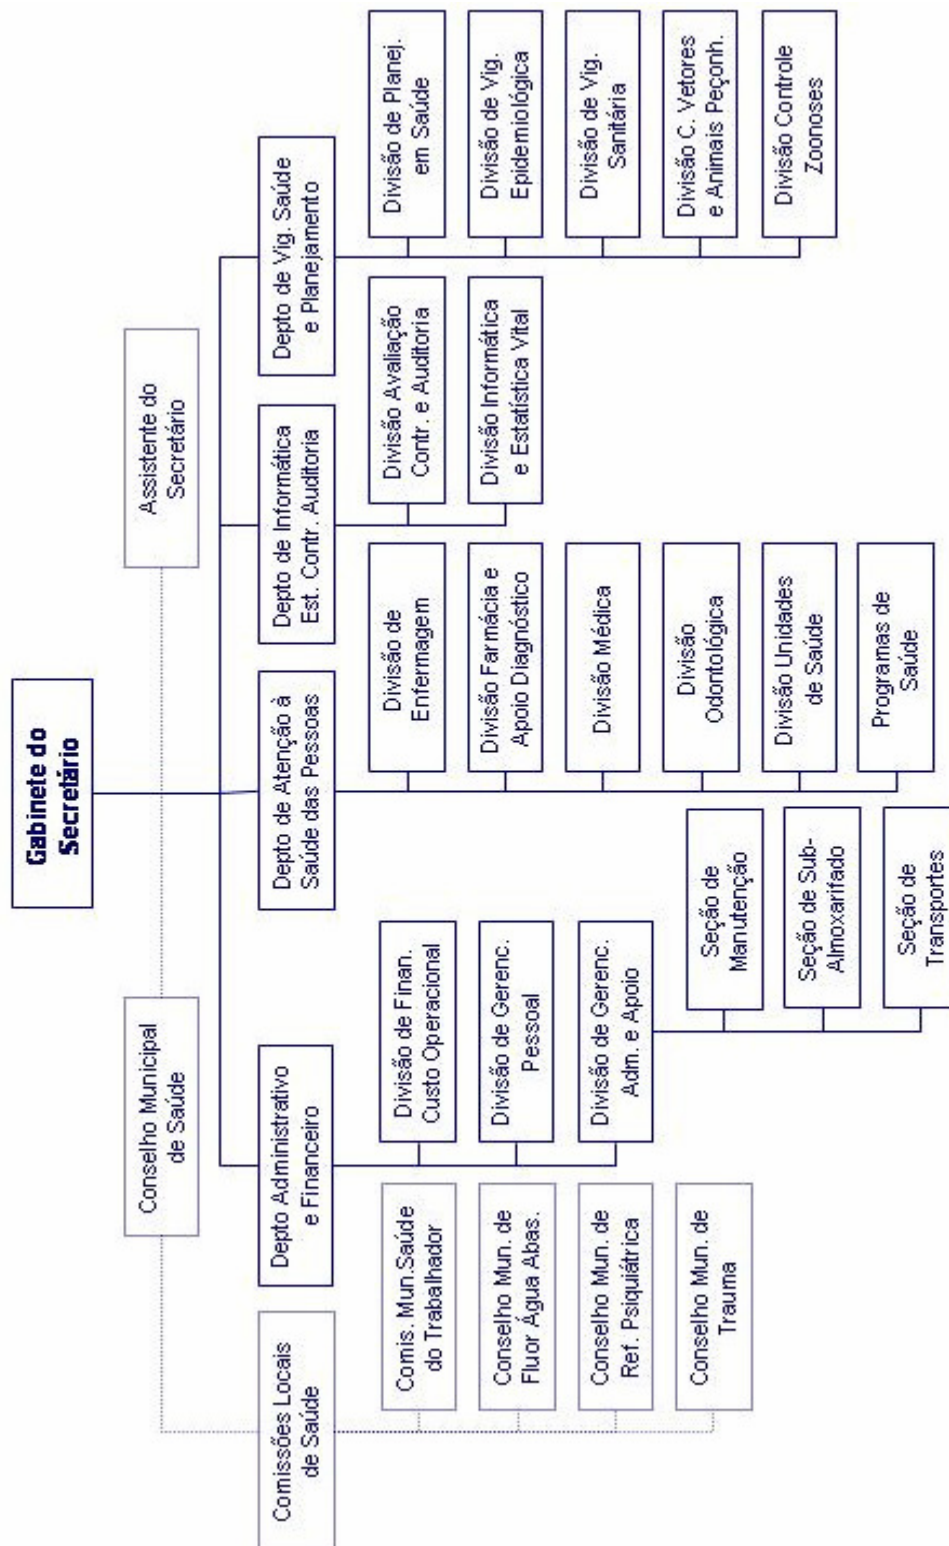 Gabinete do
Secretário
Conselho Municipal
de Saúde
Assistente do
Secretário
Comissões Locais
de Saúde
Depto Administrativo
e Financeiro
Depto de Atenção à
Saúde das Pessoas
Depto de Informática
Est. Contr. Auditoria
Depto de Vig. Saúde
e Planejamento
Comis. Mun.Saúde
do Trabalhador
Conselho Mun. de
Fluor Água Abas.
Conselho Mun. de
Ref. Psiquiátrica
Conselho Mun. de
Trauma
Divisão de Finan.
Custo Operacional
Divisão de Gerenc.
Pessoal
Divisão de Gerenc.
Adm. e Apoio
Seção de
Manutenção
Seção de Sub-
Almoxarifado
Seção de
Transportes
Divisão de
Enfermagem
Divisão Farmácia e
Apoio Diagnóstico
Divisão Médica
Divisão
Odontológica
Divisão Unidades
de Saúde
Programas de
Saúde
Divisão Avaliação
Contr. e Auditoria
Divisão Informática
e Estatística Vital
Divisão de Planej.
em Saúde
Divisão de Vig.
Epidemiológica
Divisão de Vig.
Sanitária
Divisão C. Vetores
e Animais Peçonh.
Divisão Controle
Zoonoses